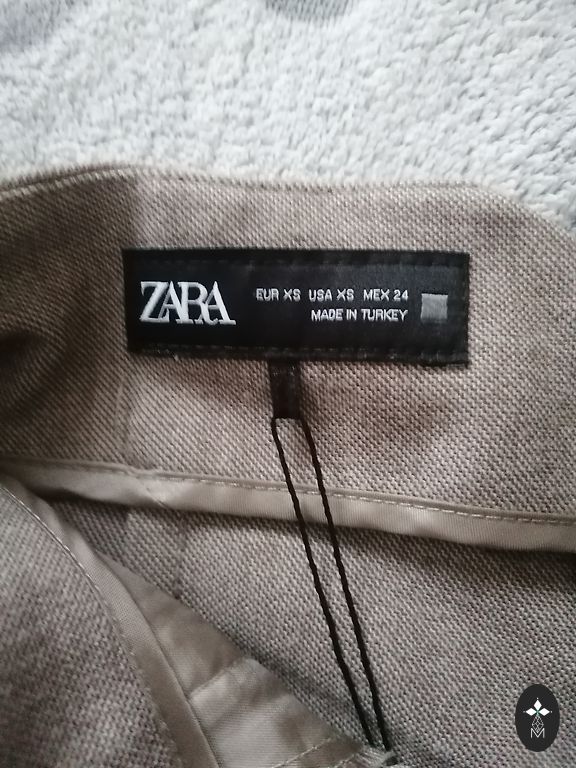 ZARA
EUR XS USA XS MEX 24
MADE IN TURKEY
M